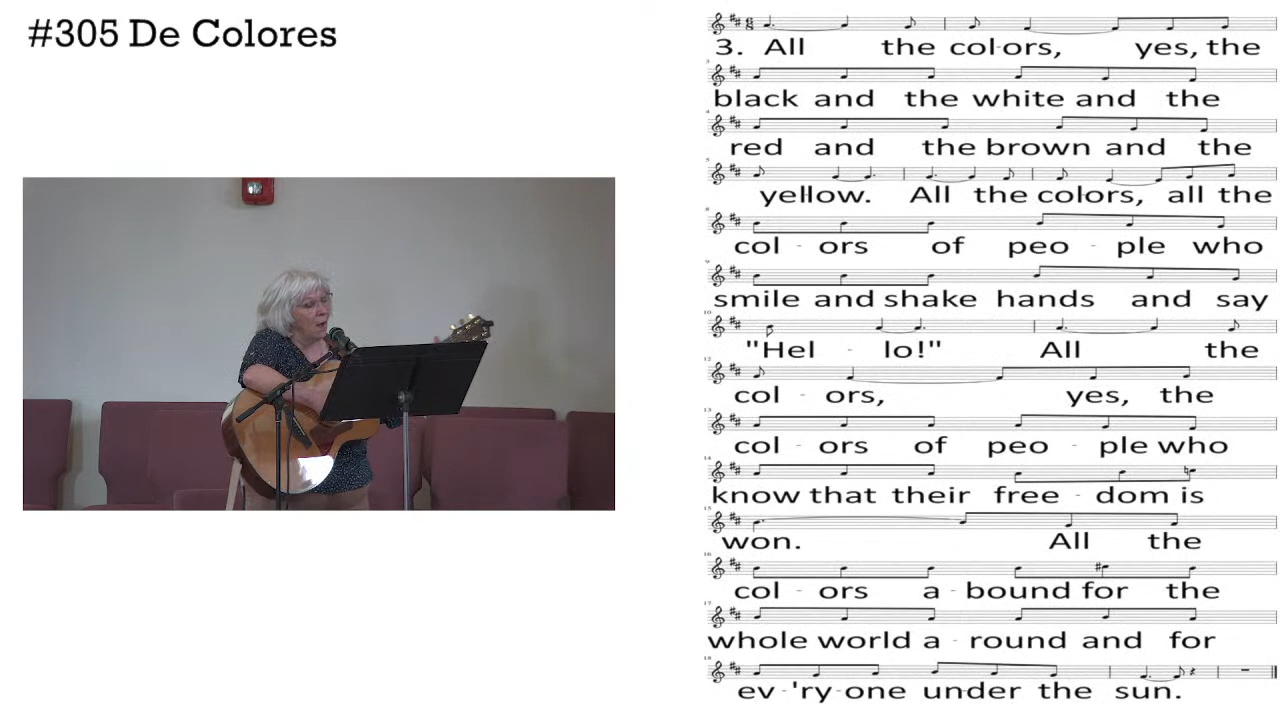 #305 De Colores
3. All the col-ors, yes, the
black and the white and the
red and the brown and the
yel-low. All the colors, all the
col - ors of peo - ple who
smile and shake hands and say
"Hel - lo!" All the
col - ors, yes, the
col - ors of peo - ple who
know that their free - dom is
won. All the
col - ors a - bound for the
whole world a - round and for
ev - 'ry - one un-der the sun.